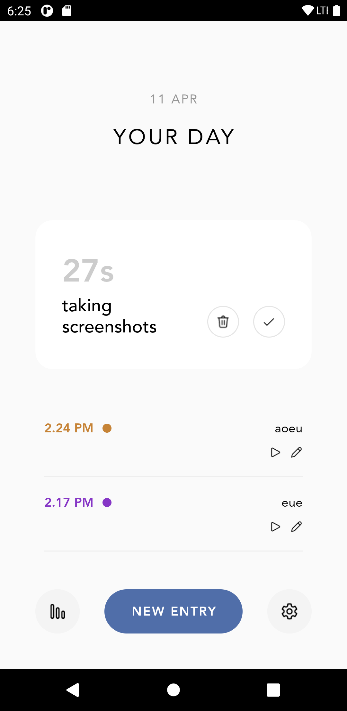 6:25
LTE
11 APR
YOUR DAY
27s
taking
screenshots
2.24 PM
aoeu
2.17 PM
eue
NEW ENTRY